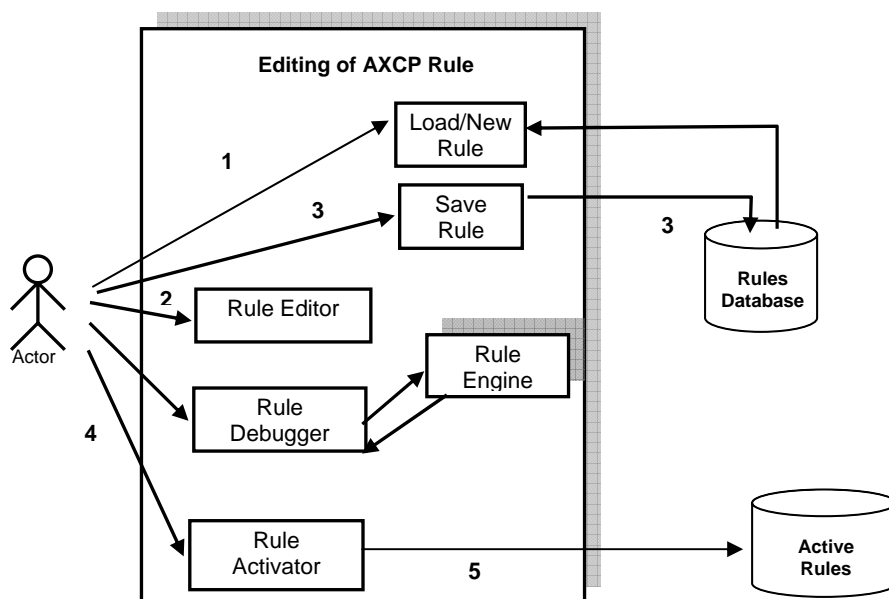 Editing of AXCP Rule
Load/New
Rule
1
3
Save
Rule
3
Rules
Database
2
Rule Editor
Actor
Rule
Engine
Rule
Debugger
4
Rule
Activator
5
Active
Rules